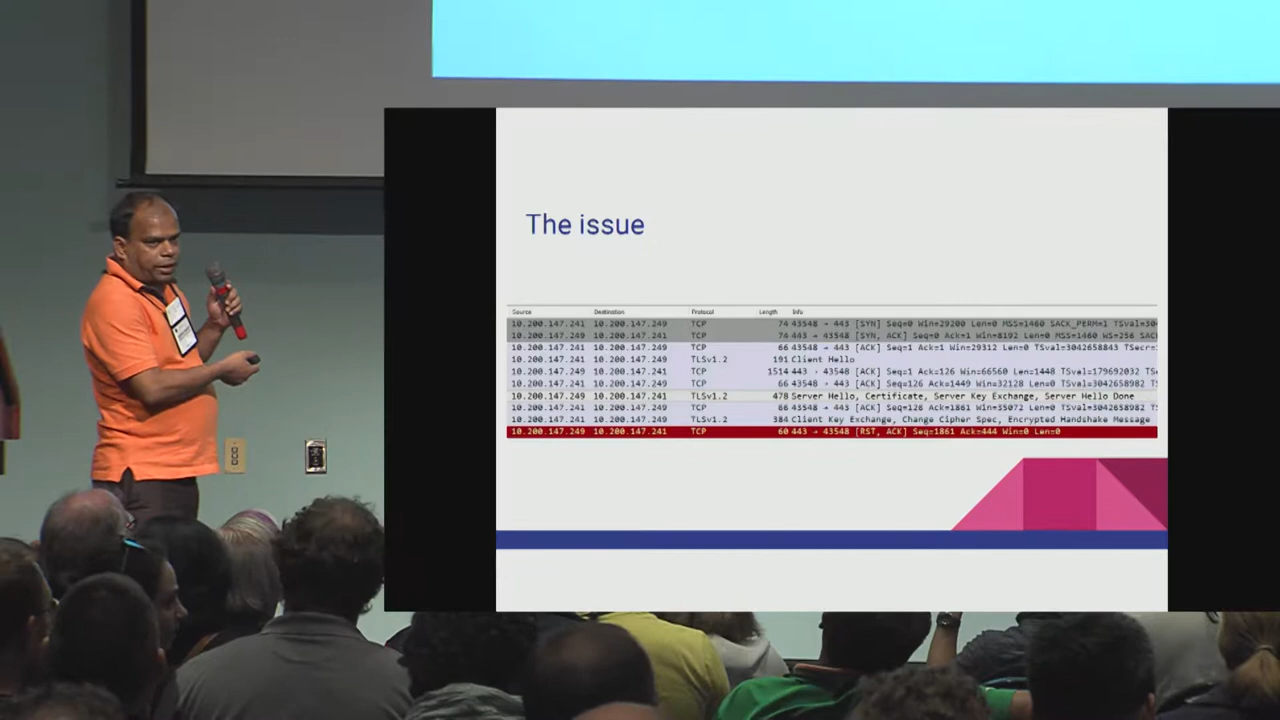 The issue
Source Destination Protocol Length Info
10.200.147.241 10.200.147.249 TCP 74 43548 → 443 [SYN] Seq=0 Win=29200 Len=0 MSS=1460 SACK_PERM=1 TSval=304
10.200.147.249 10.200.147.241 TCP 74 443 → 43548 [SYN, ACK] Seq=0 Ack=1 Win=8192 Len=0 MSS=1460 WS=256 SACK
10.200.147.241 10.200.147.249 TCP 66 43548 → 443 [ACK] Seq=1 Ack=1 Win=29312 Len=0 TSval=3042658843 TSecr=
10.200.147.241 10.200.147.249 TLSv1.2 191 Client Hello
10.200.147.249 10.200.147.241 TCP 1514 443 → 43548 [ACK] Seq=1 Ack=126 Win=66560 Len=1448 TSval=179692032 TSe
10.200.147.241 10.200.147.249 TCP 66 43548 → 443 [ACK] Seq=126 Ack=1449 Win=32128 Len=0 TSval=3042658982 TS
10.200.147.249 10.200.147.241 TLSv1.2 478 Server Hello, Certificate, Server Key Exchange, Server Hello Done
10.200.147.241 10.200.147.249 TCP 66 43548 → 443 [ACK] Seq=126 Ack=1861 Win=35072 Len=0 TSval=3042658982 TS
10.200.147.241 10.200.147.249 TLSv1.2 384 Client Key Exchange, Change Cipher Spec, Encrypted Handshake Message
10.200.147.249 10.200.147.241 TCP 60 443 → 43548 [RST, ACK] Seq=1861 Ack=444 Win=0 Len=0